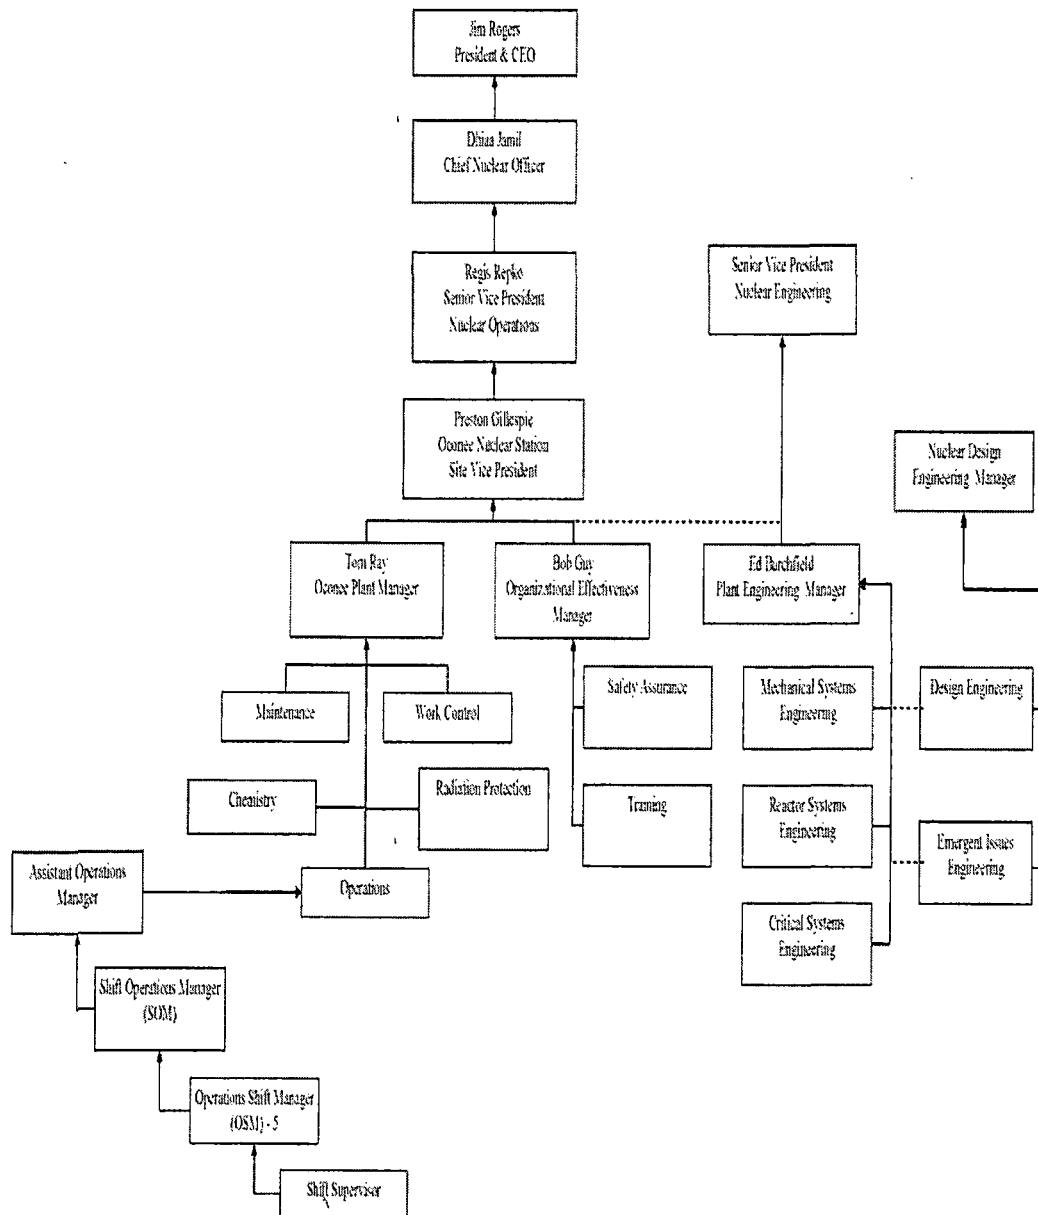 Jim Rogers
President & CEO
Dhiaa Jamil
Chief Nuclear Officer
Regis Repko
Senior Vice President
Nuclear Operations
Senior Vice President
Nuclear Engineering
Preston Gillespie
Oconee Nuclear Station
Site Vice President
Nuclear Design
Engineering Manager
Tom Ray
Oconee Plant Manager
Bob Guy
Organizational Effectiveness
Manager
Ed Burchfield
Plant Engineering Manager
Maintenance
Work Control
Safety Assurance
Mechanical Systems
Engineering
Design Engineering
Chemistry
Radiation Protection
Training
Reactor Systems
Engineering
Emergent Issues
Engineering
Assistant Operations
Manager
Operations
Critical Systems
Engineering
Shift Operations Manager
(SOM)
Operations Shift Manager
(OSM) - 5
Shift Supervisor